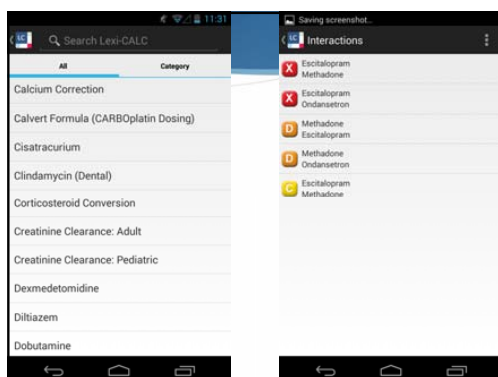 11:31
LC
Search Lexi-CALC
All
Category
Calcium Correction
Calvert Formula (CARBOplatin Dosing)
Cisatracurium
Clindamycin (Dental)
Corticosteroid Conversion
Creatinine Clearance: Adult
Creatinine Clearance: Pediatric
Dexmedetomidine
Diltiazem
Dobutamine
Saving screenshot...
LC
Interactions
X
Escitalopram
Methadone
X
Escitalopram
Ondansetron
D
Methadone
Escitalopram
D
Methadone
Ondansetron
C
Escitalopram
Methadone